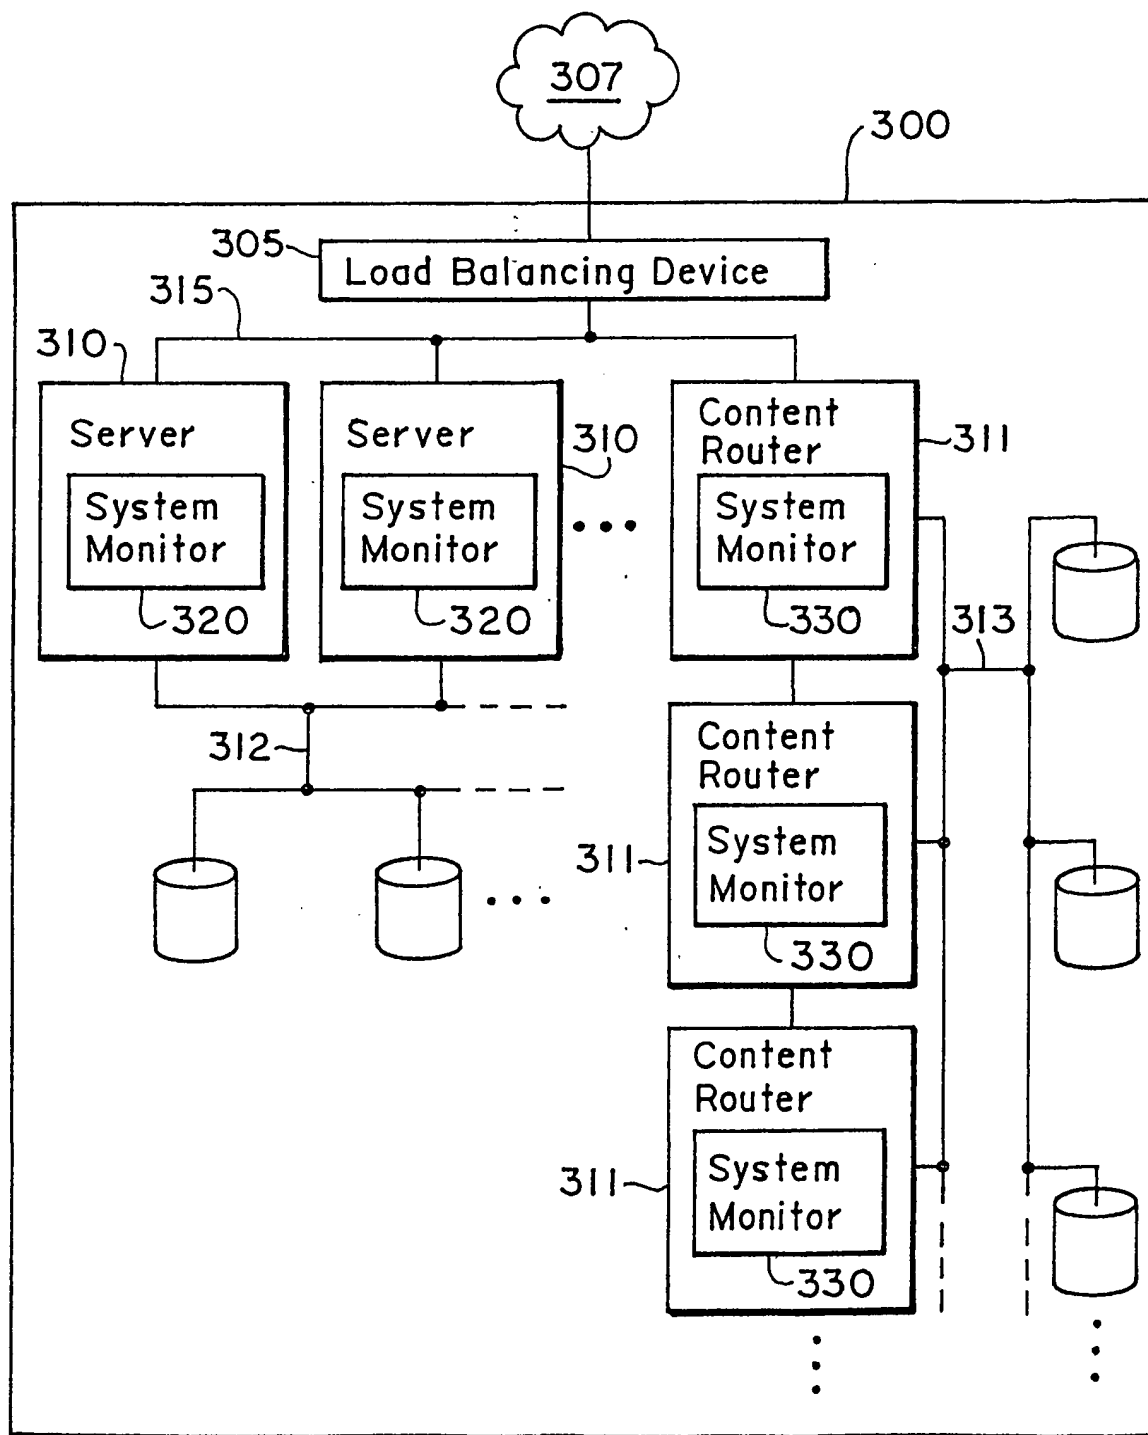 307
300
305
Load Balancing Device
315
310
Server
System
Monitor
320
Server
310
System
Monitor
320
Content
Router
311
System
Monitor
330
313
312
Content
Router
311
System
Monitor
330
Content
Router
311
System
Monitor
330